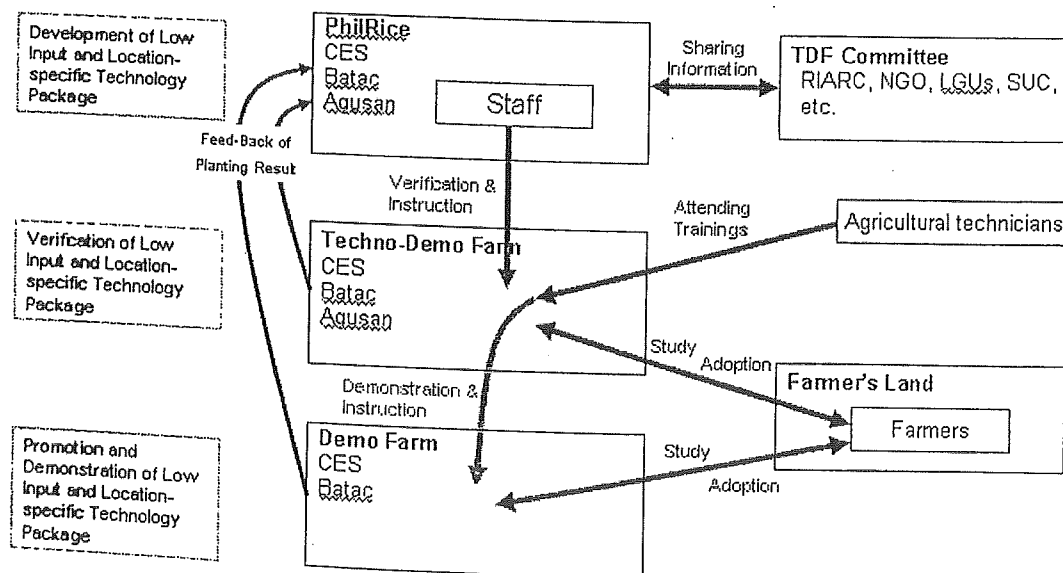 Development of Low
Input and Location-
specific Technology
Package
PhilRice
CES
Batac
Agusan
Staff
Sharing
Information
TDF Committee
RIARC, NGO, LGUs, SUC,
etc.
Feed-Back of
Planting Result
Verification &
Instruction
Verification of Low
Input and Location-
specific Technology
Package
Techno-Demo Farm
CES
Batac
Agusan
Attending
Trainings
Agricultural technicians
Study
Adoption
Demonstration &
Instruction
Farmer's Land
Farmers
Promotion and
Demonstration of Low
Input and Location-
specific Technology
Package
Demo Farm
CES
Batac
Study
Adoption